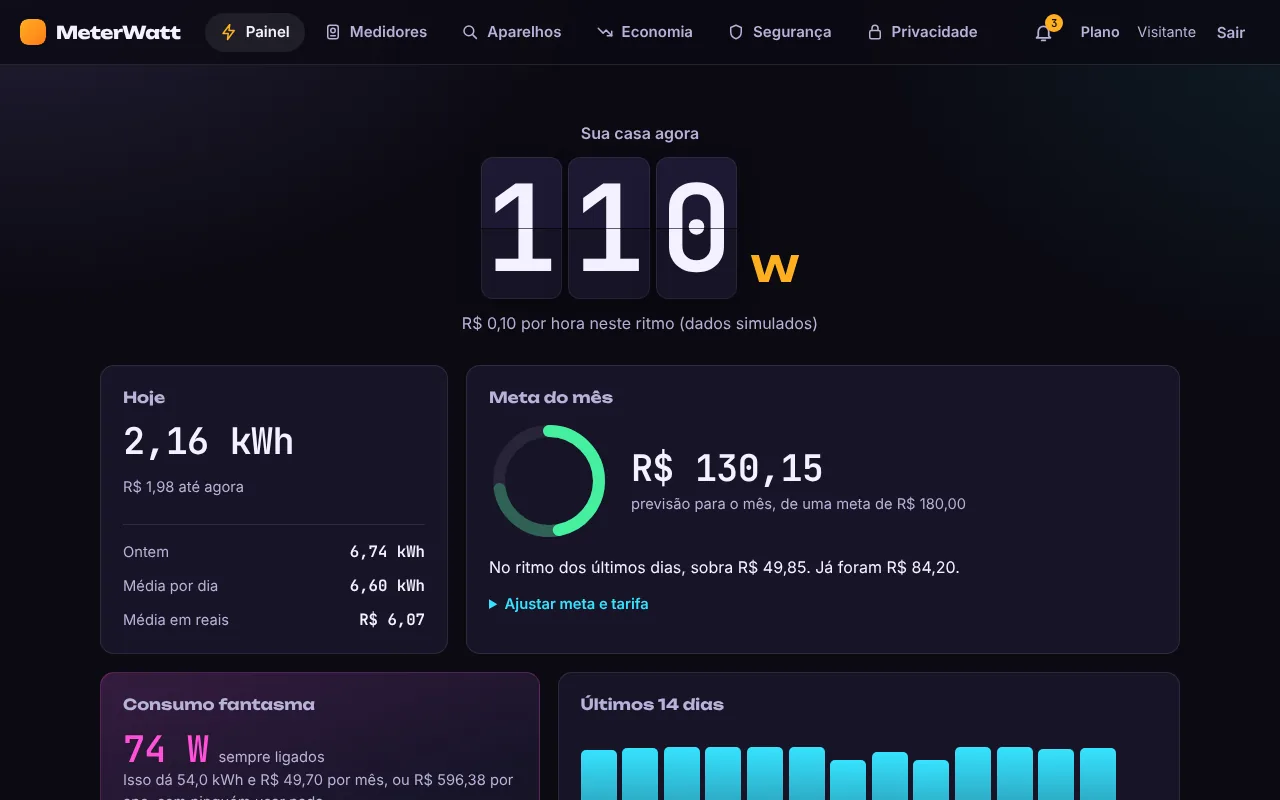 MeterWatt Painel Medidores Aparelhos Economia Segurança Privacidade 3 Plano Visitante Sair
Sua casa agora
110 W
R$ 0,10 por hora neste ritmo (dados simulados)
Hoje
2,16 kWh
R$ 1,98 até agora
Ontem 6,74 kWh
Média por dia 6,60 kWh
Média em reais R$ 6,07
Meta do mês
R$ 130,15
previsão para o mês, de uma meta de R$ 180,00
No ritmo dos últimos dias, sobra R$ 49,85. Já foram R$ 84,20.
Ajustar meta e tarifa
Consumo fantasma
74 W sempre ligados
Isso dá 54,0 kWh e R$ 49,70 por mês, ou R$ 596,38 por
Últimos 14 dias